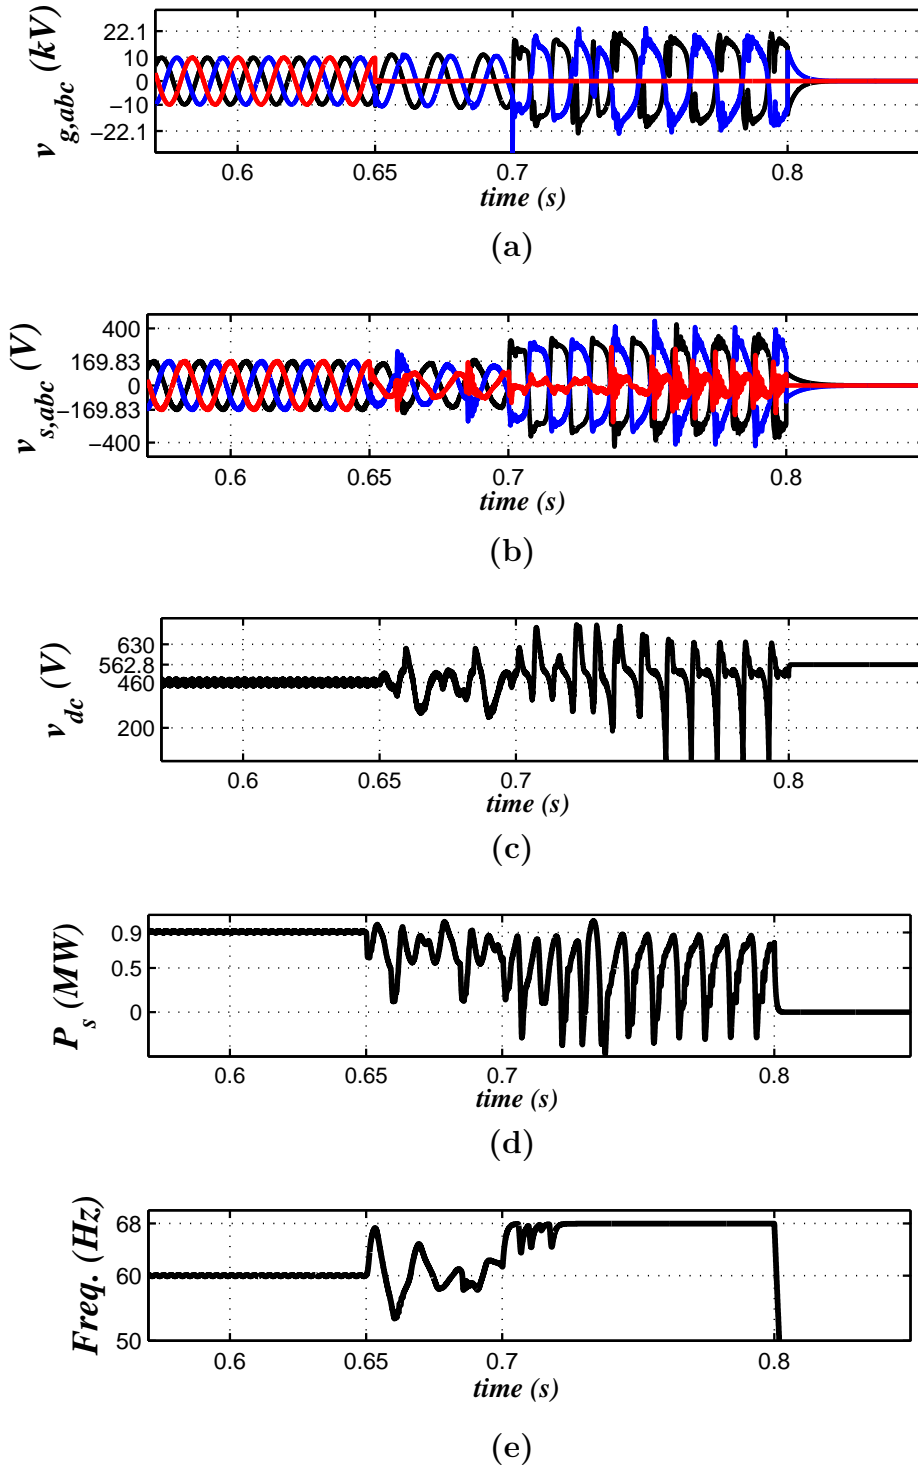 v g,abc (kV)
22.1
10
0
−10
−22.1
0.6 0.65 0.7 0.8
time (s)
(a)
v s,abc (V)
400
169.83
0
−169.83
−400
0.6 0.65 0.7 0.8
time (s)
(b)
v dc (V)
630
562.8
460
200
0.6 0.65 0.7 0.8
time (s)
(c)
P s (MW)
0.9
0.5
0
0.6 0.65 0.7 0.8
time (s)
(d)
Freq. (Hz)
68
60
50
0.6 0.65 0.7 0.8
time (s)
(e)